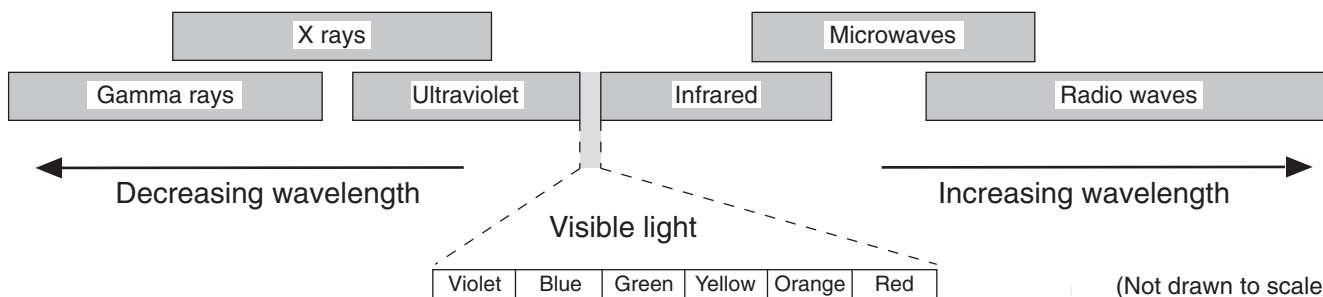 X rays
Microwaves
Gamma rays
Ultraviolet
Infrared
Radio waves
Decreasing wavelength
Increasing wavelength
Visible light
Violet Blue Green Yellow Orange Red
(Not drawn to scale